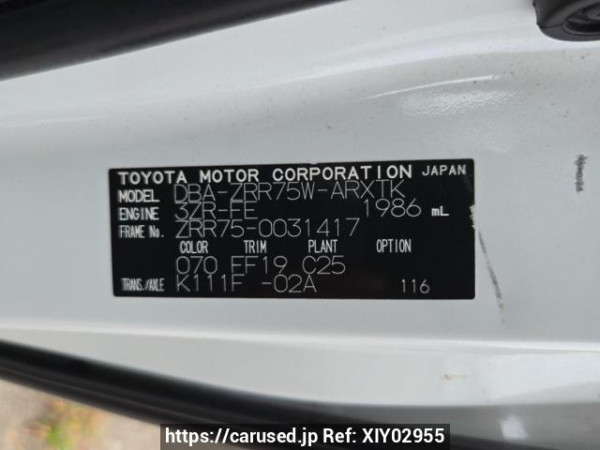 TOYOTA MOTOR CORPORATION JAPAN
MODEL DBA-ZRR75W-ARXTK
ENGINE 3ZR-FE 1986 mL
FRAME No. ZRR75-0031417
COLOR TRIM PLANT OPTION
070 FF19 C25
TRANS./AXLE K111F -02A 116
https://carused.jp Ref: XIY02955